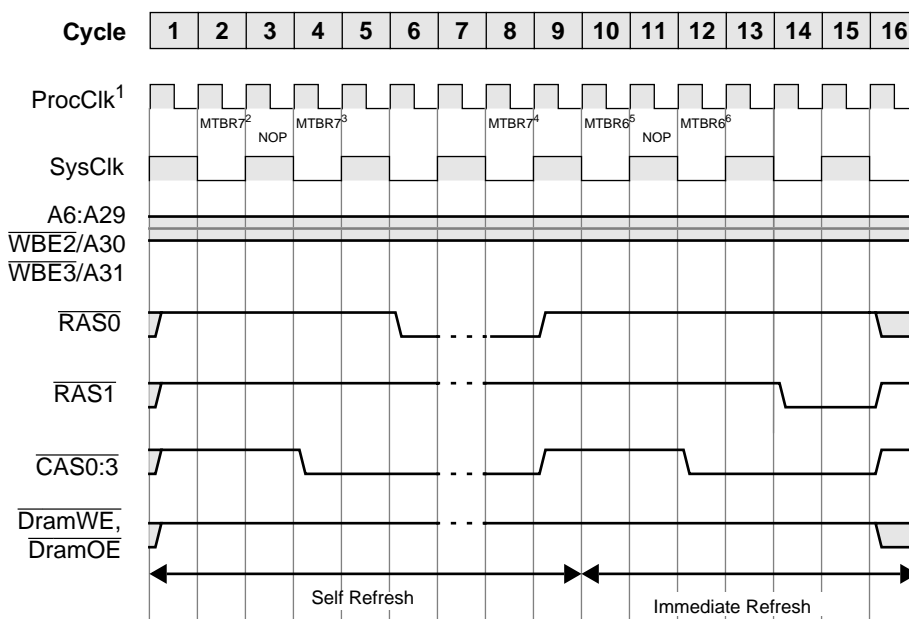 Cycle 1 2 3 4 5 6 7 8 9 10 11 12 13 14 15 16
ProcClk1
MTBR72 MTBR73 MTBR74 MTBR65 MTBR66
NOP NOP
SysClk
A6:A29
WBE2/A30
WBE3/A31
RAS0
RAS1
CAS0:3
DramWE,
DramOE
Self Refresh Immediate Refresh